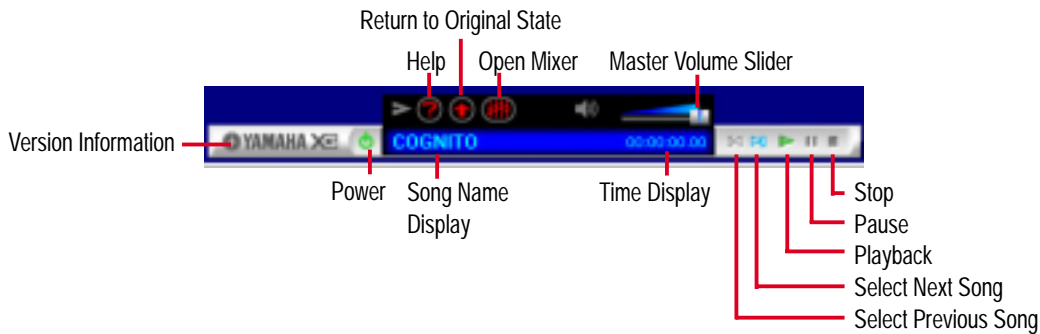 Return to Original State
Help
Open Mixer
Master Volume Slider
?
Version Information
YAMAHA XG
COGNITO
00:00:00.00
Power
Song Name
Display
Time Display
Stop
Pause
Playback
Select Next Song
Select Previous Song